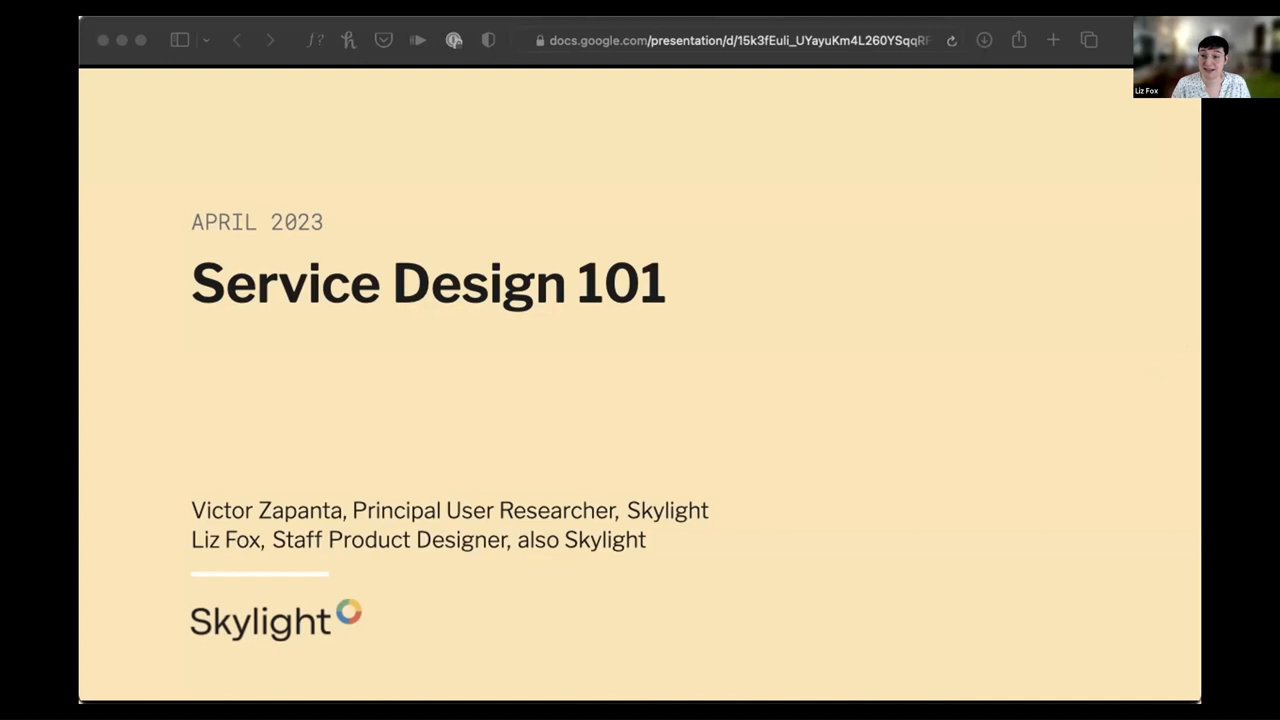 docs.google.com/presentation/d/15k3fEuli_UYayuKm4L260YSqqRF
Liz Fox
APRIL 2023
Service Design 101
Victor Zapanta, Principal User Researcher, Skylight
Liz Fox, Staff Product Designer, also Skylight
Skylight